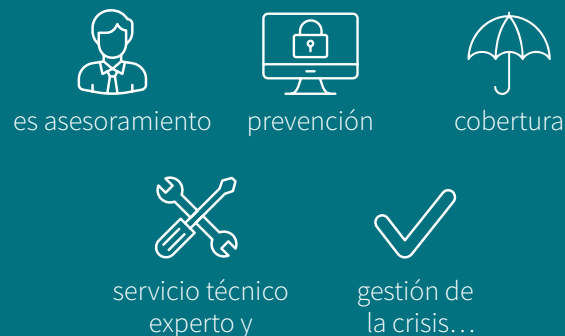 es asesoramiento
prevención
cobertura
servicio técnico
experto y
gestión de
la crisis…